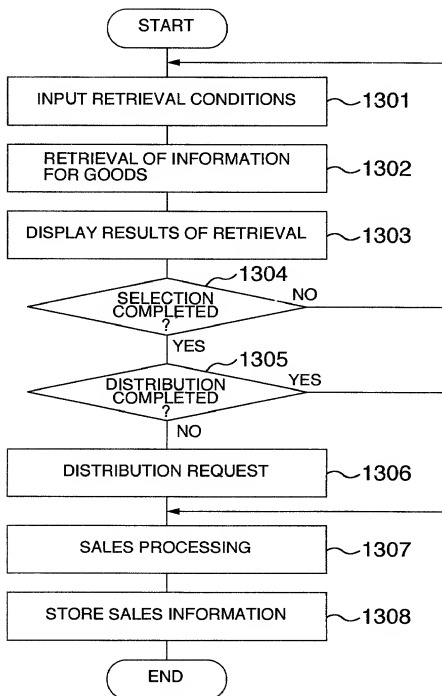 START
INPUT RETRIEVAL CONDITIONS
1301
RETRIEVAL OF INFORMATION
FOR GOODS
1302
DISPLAY RESULTS OF RETRIEVAL
1303
1304
SELECTION
COMPLETED
?
NO
YES
1305
DISTRIBUTION
COMPLETED
?
YES
NO
DISTRIBUTION REQUEST
1306
SALES PROCESSING
1307
STORE SALES INFORMATION
1308
END